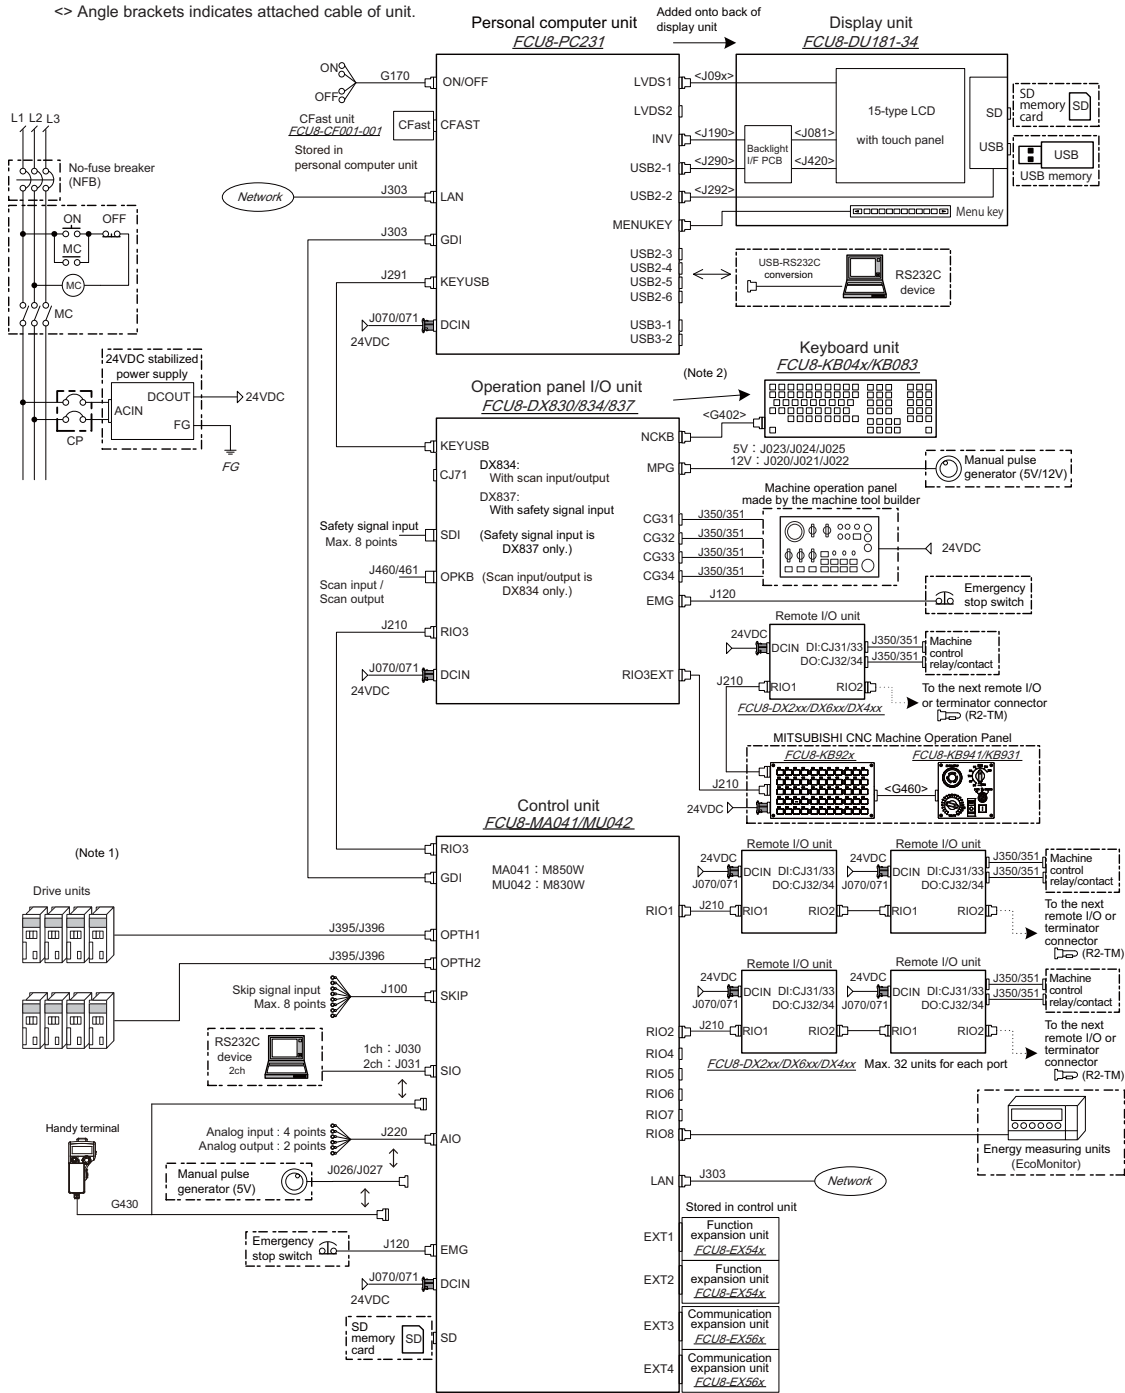 <> Angle brackets indicates attached cable of unit.
Personal computer unit
FCU8-PC231
Added onto back of
display unit
Display unit
FCU8-DU181-34
ON
OFF
G170
ON/OFF
CFast unit
FCU8-CF001-001
CFast
CFAST
Stored in
personal computer unit
Network
J303
LAN
J303
GDI
J291
KEYUSB
J070/071
24VDC
DCIN
LVDS1
LVDS2
INV
USB2-1
USB2-2
MENUKEY
USB2-3
USB2-4
USB2-5
USB2-6
USB3-1
USB3-2
<J09x>
<J190>
<J290>
<J292>
Backlight
I/F PCB
<J081>
<J420>
15-type LCD
with touch panel
SD
USB
Menu key
SD
memory
card
SD
USB
USB memory
USB-RS232C
conversion
RS232C
device
L1 L2 L3
No-fuse breaker
(NFB)
ON
OFF
MC
MC
MC
24VDC stabilized
power supply
DCOUT
ACIN
FG
24VDC
CP
FG
Operation panel I/O unit
FCU8-DX830/834/837
(Note 2)
Keyboard unit
FCU8-KB04x/KB083
KEYUSB
CJ71
DX834:
With scan input/output
DX837:
With safety signal input
Safety signal input
Max. 8 points
SDI
(Safety signal input is
DX837 only.)
J460/461
Scan input /
Scan output
OPKB
(Scan input/output is
DX834 only.)
J210
RIO3
J070/071
24VDC
DCIN
NCKB
MPG
CG31
CG32
CG33
CG34
EMG
RIO3EXT
<G402>
5V : J023/J024/J025
12V : J020/J021/J022
Manual pulse
generator (5V/12V)
Machine operation panel
made by the machine tool builder
J350/351
J350/351
J350/351
J350/351
24VDC
J120
Emergency
stop switch
Remote I/O unit
24VDC
DCIN
DI:CJ31/33
DO:CJ32/34
J350/351
J350/351
Machine
control
relay/contact
J210
RIO1
RIO2
To the next remote I/O
or terminator connector
(R2-TM)
FCU8-DX2xx/DX6xx/DX4xx
MITSUBISHI CNC Machine Operation Panel
FCU8-KB92x
FCU8-KB941/KB931
J210
24VDC
<G460>
Control unit
FCU8-MA041/MU042
(Note 1)
RIO3
GDI
MA041 : M850W
MU042 : M830W
Drive units
J395/J396
OPTH1
J395/J396
OPTH2
Skip signal input
Max. 8 points
J100
SKIP
RS232C
device
2ch
1ch : J030
2ch : J031
SIO
Handy terminal
Analog input : 4 points
Analog output : 2 points
J220
AIO
Manual pulse
generator (5V)
J026/J027
G430
Emergency
stop switch
J120
EMG
J070/071
24VDC
DCIN
SD
memory
card
SD
SD
Remote I/O unit
Remote I/O unit
24VDC
J070/071
DCIN
DI:CJ31/33
DO:CJ32/34
24VDC
J070/071
DCIN
DI:CJ31/33
DO:CJ32/34
J350/351
J350/351
Machine
control
relay/contact
RIO1
J210
RIO1
RIO2
RIO1
RIO2
To the next
remote I/O or
terminator
connector
(R2-TM)
Remote I/O unit
Remote I/O unit
24VDC
J070/071
DCIN
DI:CJ31/33
DO:CJ32/34
24VDC
J070/071
DCIN
DI:CJ31/33
DO:CJ32/34
J350/351
J350/351
Machine
control
relay/contact
RIO2
J210
RIO1
RIO2
RIO1
RIO2
To the next
remote I/O or
terminator
connector
(R2-TM)
FCU8-DX2xx/DX6xx/DX4xx
Max. 32 units for each port
RIO4
RIO5
RIO6
RIO7
RIO8
Energy measuring units
(EcoMonitor)
LAN
J303
Network
Stored in control unit
EXT1
Function
expansion unit
FCU8-EX54x
EXT2
Function
expansion unit
FCU8-EX54x
EXT3
Communication
expansion unit
FCU8-EX56x
EXT4
Communication
expansion unit
FCU8-EX56x